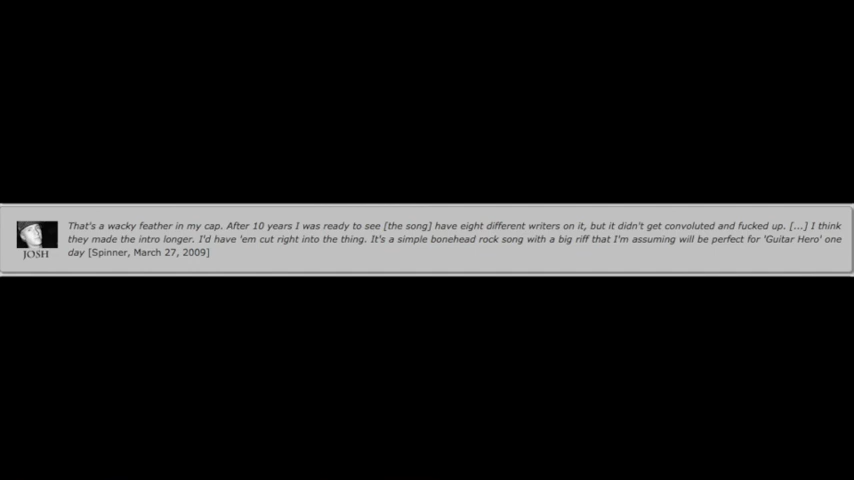 That's a wacky feather in my cap. After 10 years I was ready to see [the song] have eight different writers on it, but it didn't get convoluted and fucked up. [...] I think
they made the intro longer. I'd have 'em cut right into the thing. It's a simple bonehead rock song with a big riff that I'm assuming will be perfect for 'Guitar Hero' one
day [Spinner, March 27, 2009]
JOSH